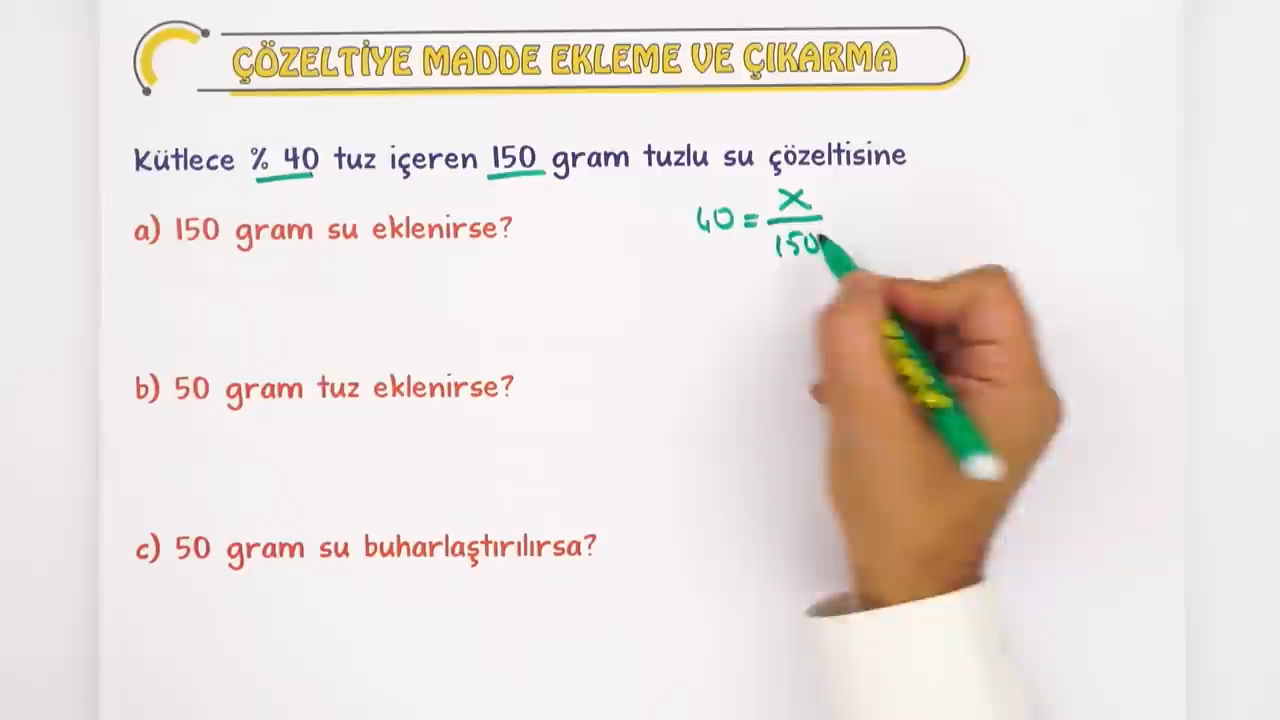 ÇÖZELTİYE MADDE EKLEME VE ÇIKARMA
Kütlece % 40 tuz içeren 150 gram tuzlu su çözeltisine
40 = x
150
a) 150 gram su eklenirse?
b) 50 gram tuz eklenirse?
c) 50 gram su buharlaştırılırsa?